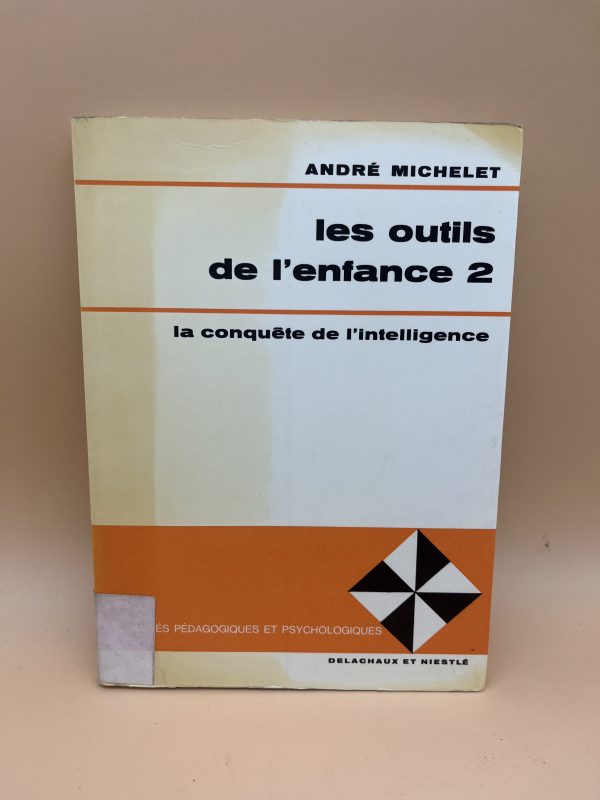 ANDRÉ MICHELET
les outils
de l'enfance 2
la conquête de l'intelligence
PÉDAGOGIQUES ET PSYCHOLOGIQUES
DELACHAUX ET NIESTLÉ